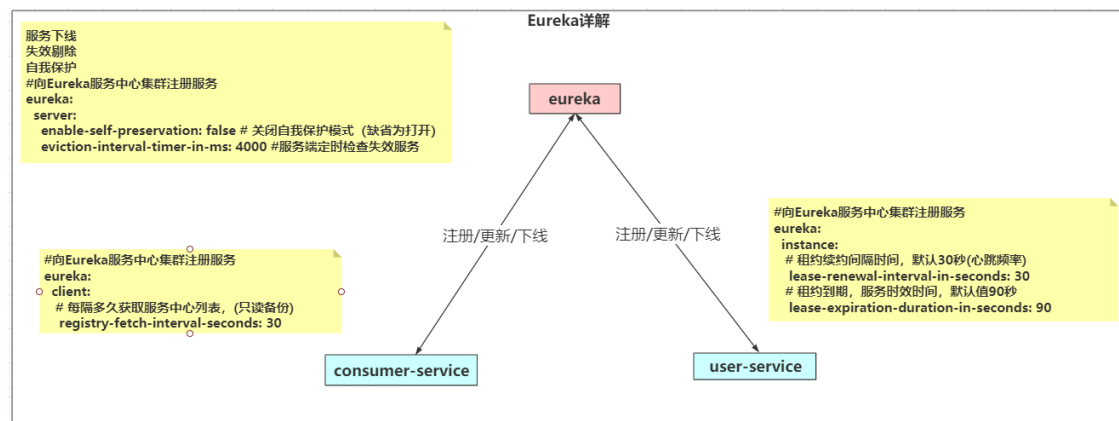 Eureka详解
服务下线
失效剔除
自我保护
#向Eureka服务中心集群注册服务
eureka:
server:
enable-self-preservation: false # 关闭自我保护模式（缺省为打开)
eviction-interval-timer-in-ms: 4000 #服务端定时检查失效服务
eureka
注册/更新/下线
注册/更新/下线
#向Eureka服务中心集群注册服务
eureka:
client:
# 每隔多久获取服务中心列表，(只读备份)
registry-fetch-interval-seconds: 30
#向Eureka服务中心集群注册服务
eureka:
instance:
# 租约续约间隔时间，默认30秒(心跳频率)
lease-renewal-interval-in-seconds: 30
# 租约到期，服务时效时间，默认值90秒
lease-expiration-duration-in-seconds: 90
consumer-service
user-service